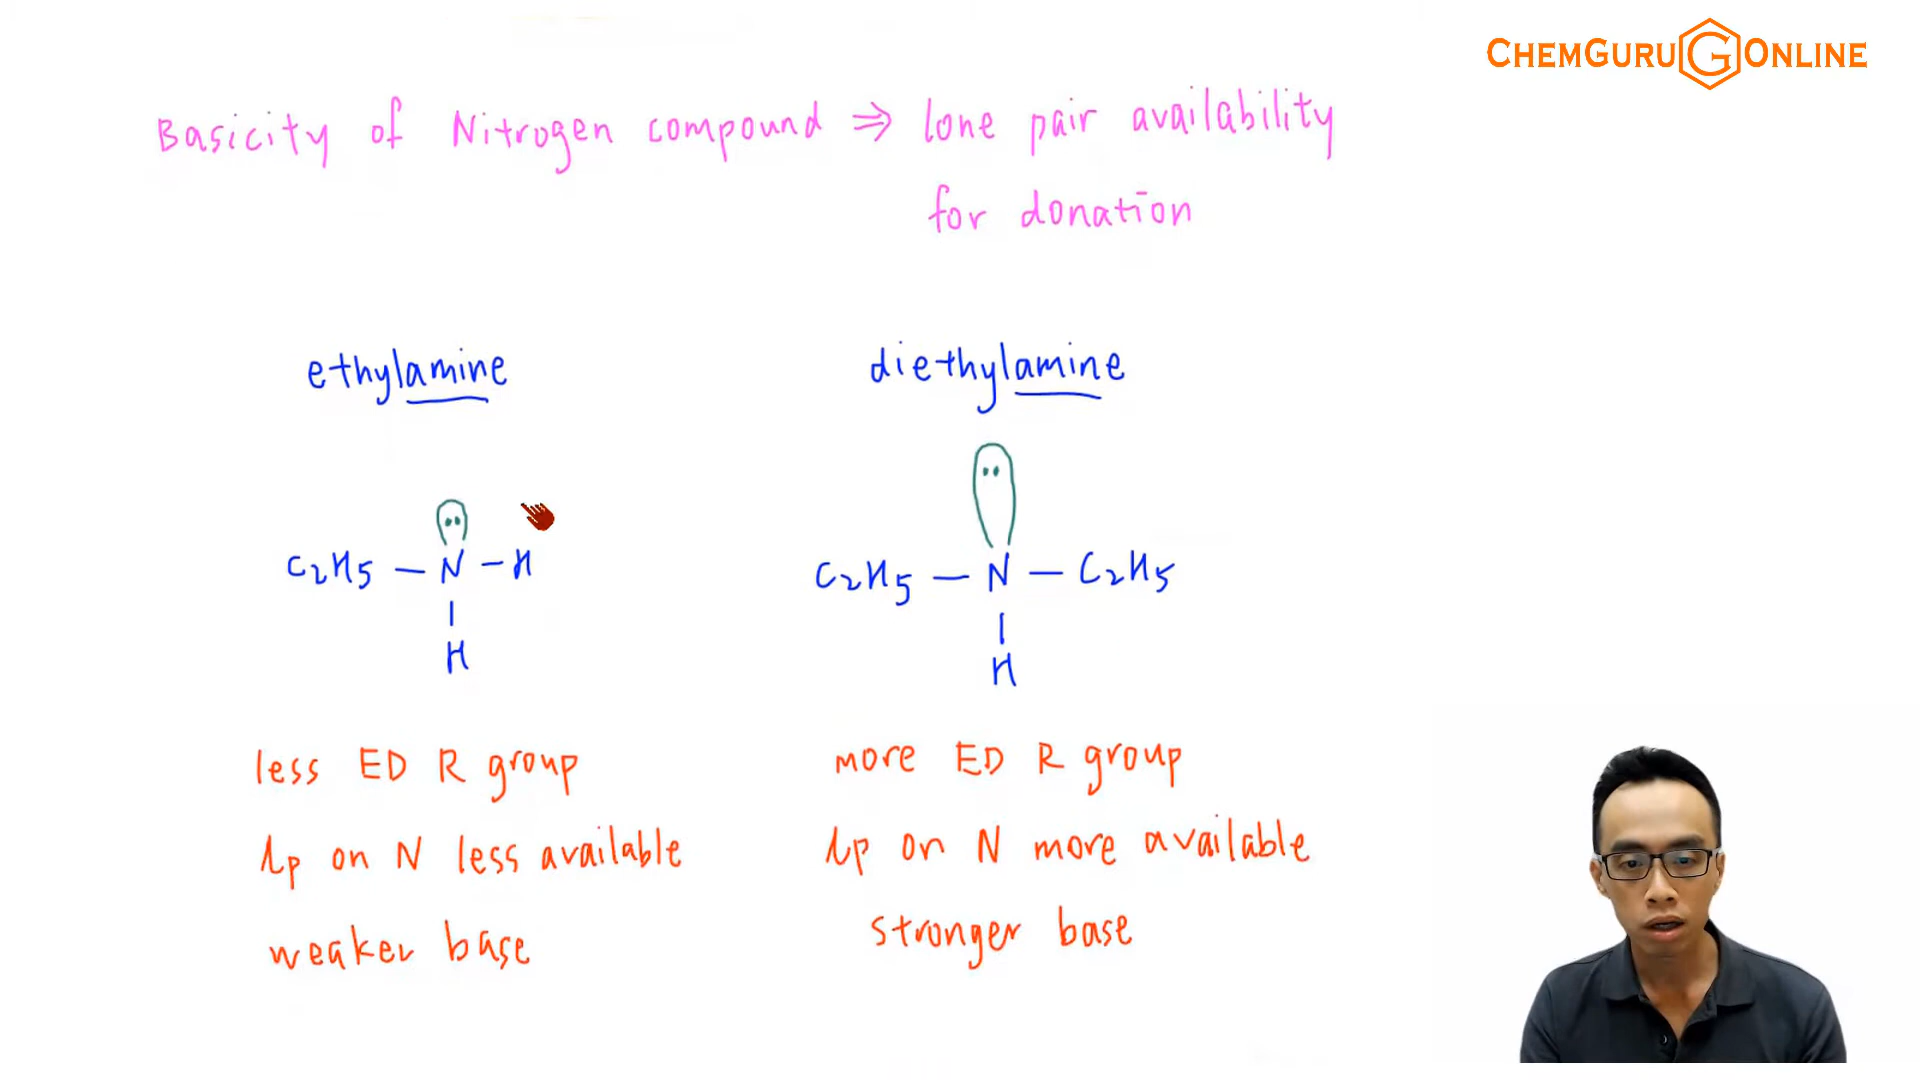 CHEMGURU G ONLINE
Basicity of Nitrogen compound ⇒ lone pair availability
for donation
ethylamine
diethylamine
C2H5 — N — H
H
C2H5 — N — C2H5
H
less ED R group
lp on N less available
weaker base
more ED R group
lp on N more available
stronger base